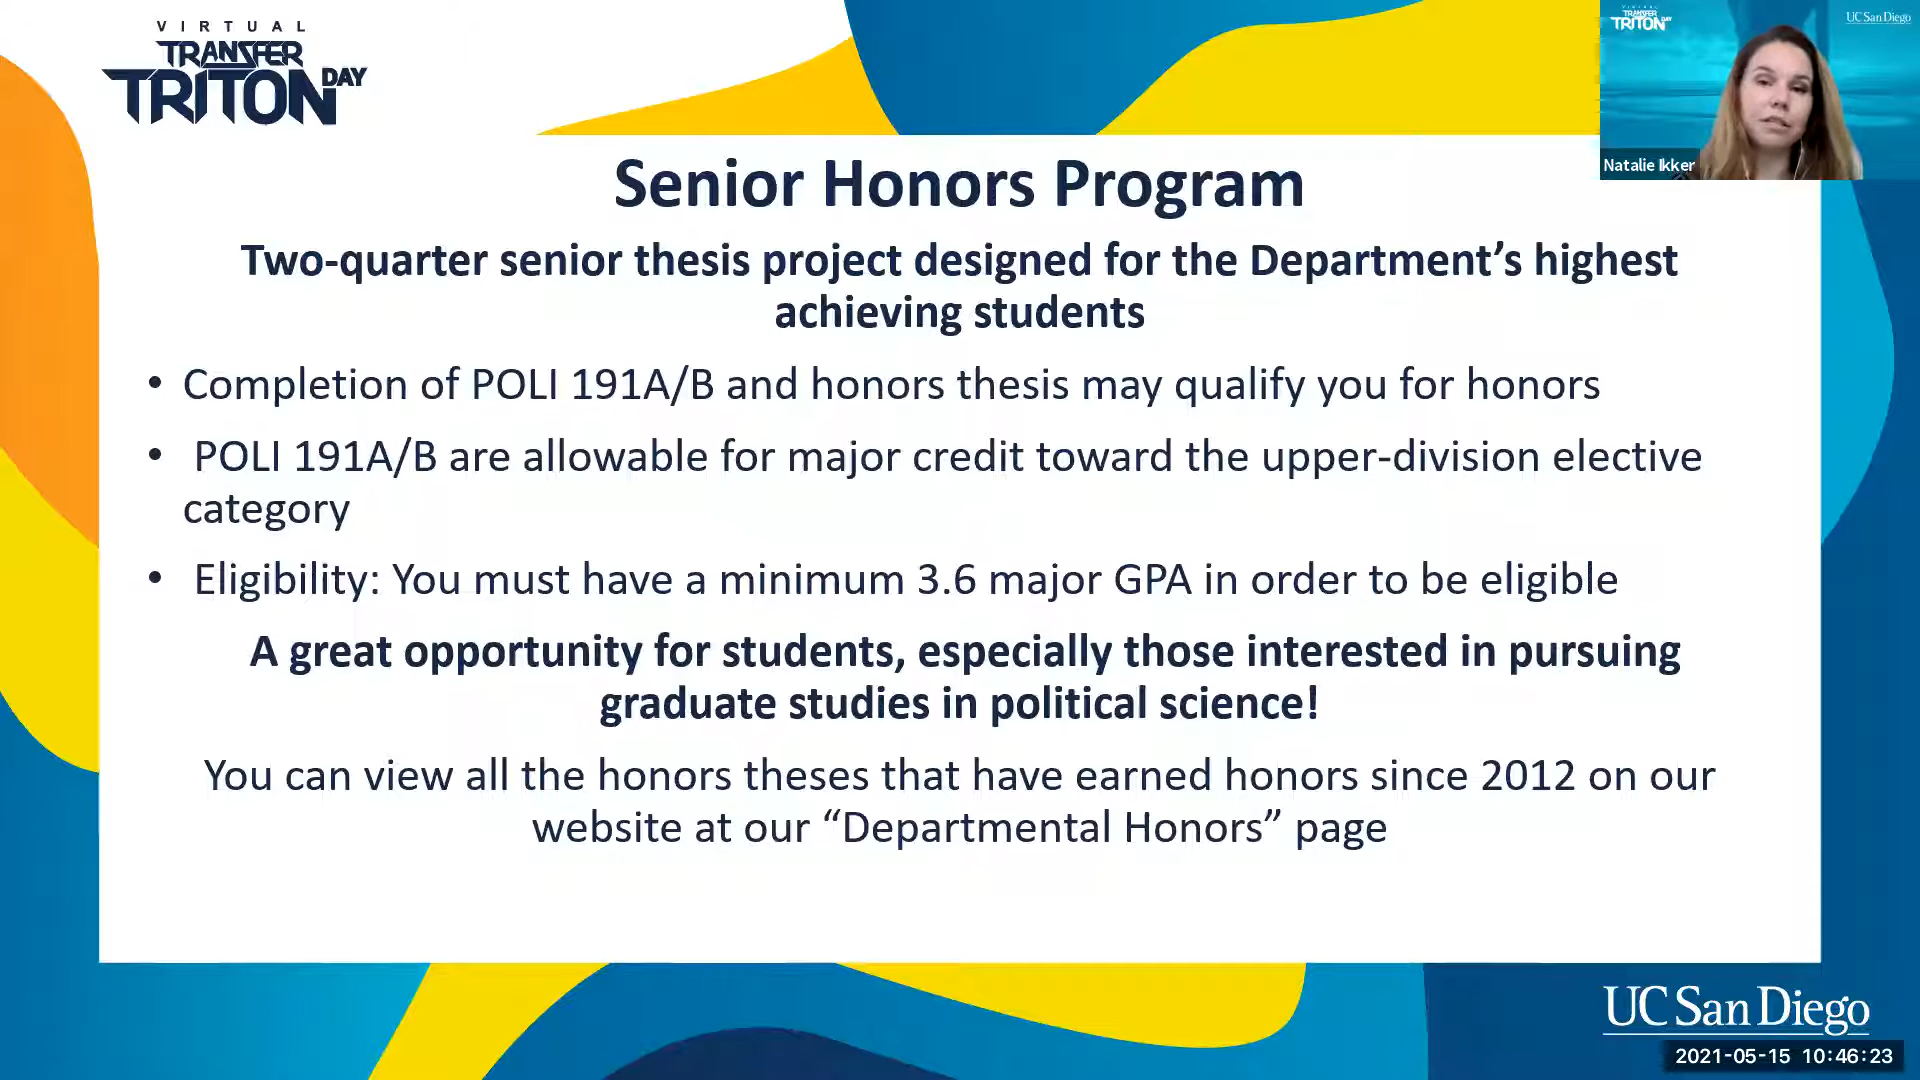 VIRTUAL
TRANSFER
TRITON DAY
VIRTUAL
TRANSFER
TRITON DAY
UC San Diego
Natalie Ikker
Senior Honors Program
Two-quarter senior thesis project designed for the Department’s highest
achieving students
• Completion of POLI 191A/B and honors thesis may qualify you for honors
• POLI 191A/B are allowable for major credit toward the upper-division elective
category
• Eligibility: You must have a minimum 3.6 major GPA in order to be eligible
A great opportunity for students, especially those interested in pursuing
graduate studies in political science!
You can view all the honors theses that have earned honors since 2012 on our
website at our “Departmental Honors” page
UC San Diego
2021-05-15 10:46:23